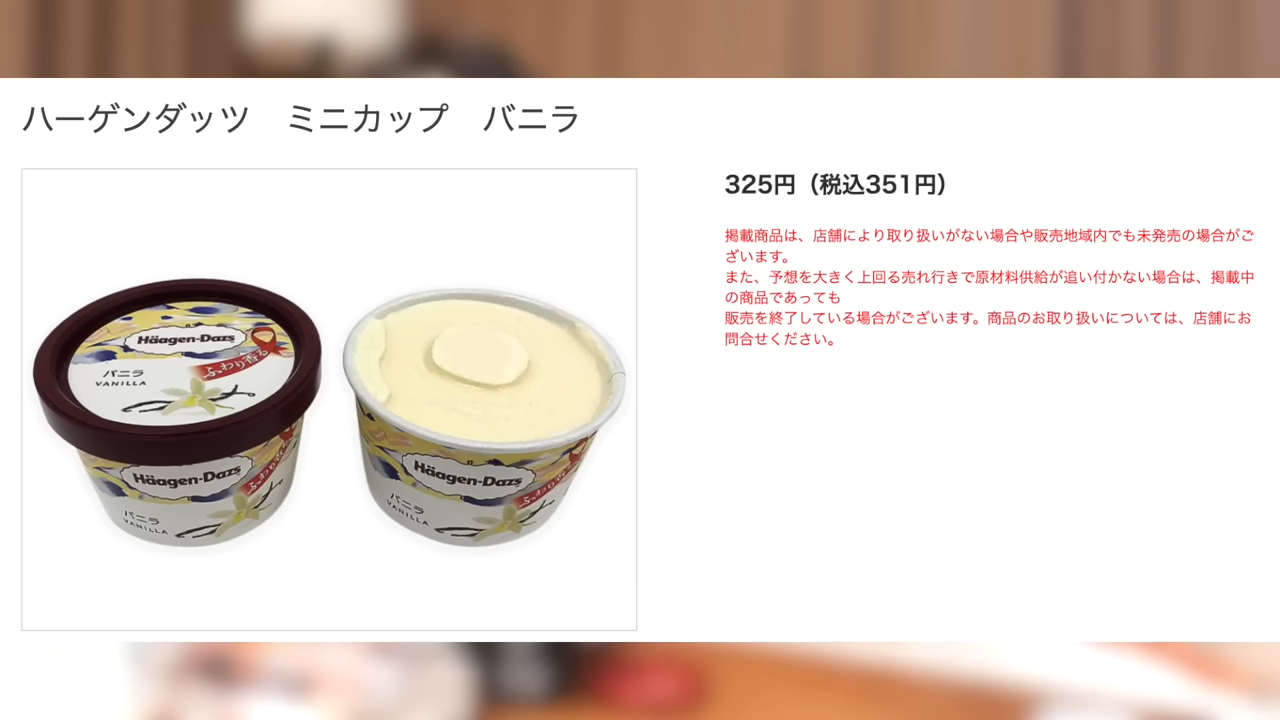 ハーゲンダッツ　ミニカップ　バニラ
325円（税込351円）
掲載商品は、店舗により取り扱いがない場合や販売地域内でも未発売の場合がご
ざいます。
また、予想を大きく上回る売れ行きで原材料供給が追い付かない場合は、掲載中
の商品であっても
販売を終了している場合がございます。商品のお取り扱いについては、店舗にお
問合せください。
Häagen-Dazs
ふわり香る
バニラ
VANILLA
Häagen-Dazs
ふわり香
バニラ
VANILLA
Häagen-Dazs
ふわり
バニラ
VANILLA